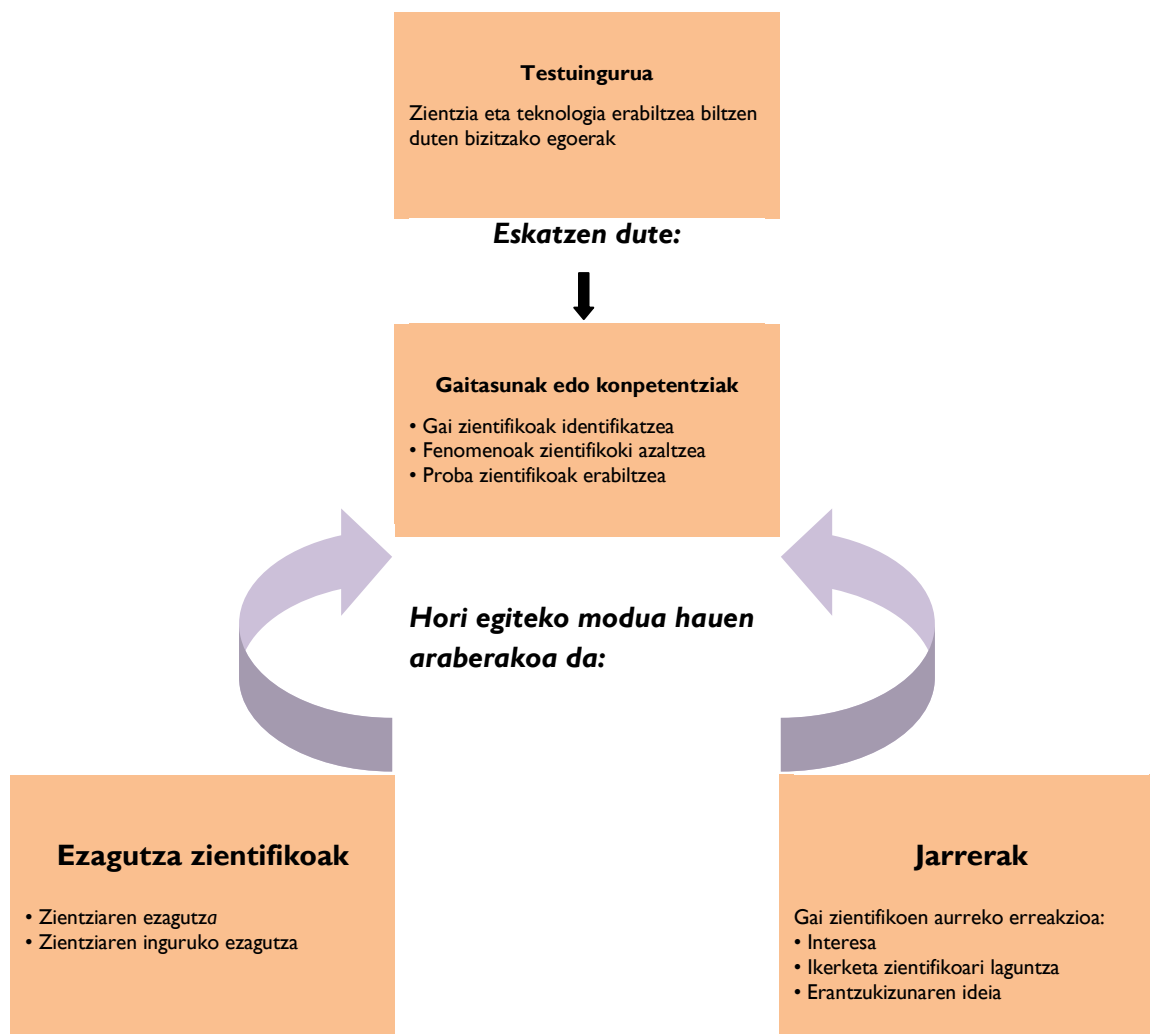 Testuingurua
Zientzia eta teknologia erabiltzea biltzen
duten bizitzako egoerak
Eskatzen dute:
Gaitasunak edo konpetentziak
• Gai zientifikoak identifikatzea
• Fenomenoak zientifikoki azaltzea
• Proba zientifikoak erabiltzea
Hori egiteko modua hauen
araberakoa da:
Ezagutza zientifikoak
• Zientziaren ezagutza
• Zientziaren inguruko ezagutza
Jarrerak
Gai zientifikoen aurreko erreakzioa:
• Interesa
• Ikerketa zientifikoari laguntza
• Erantzukizunaren ideia